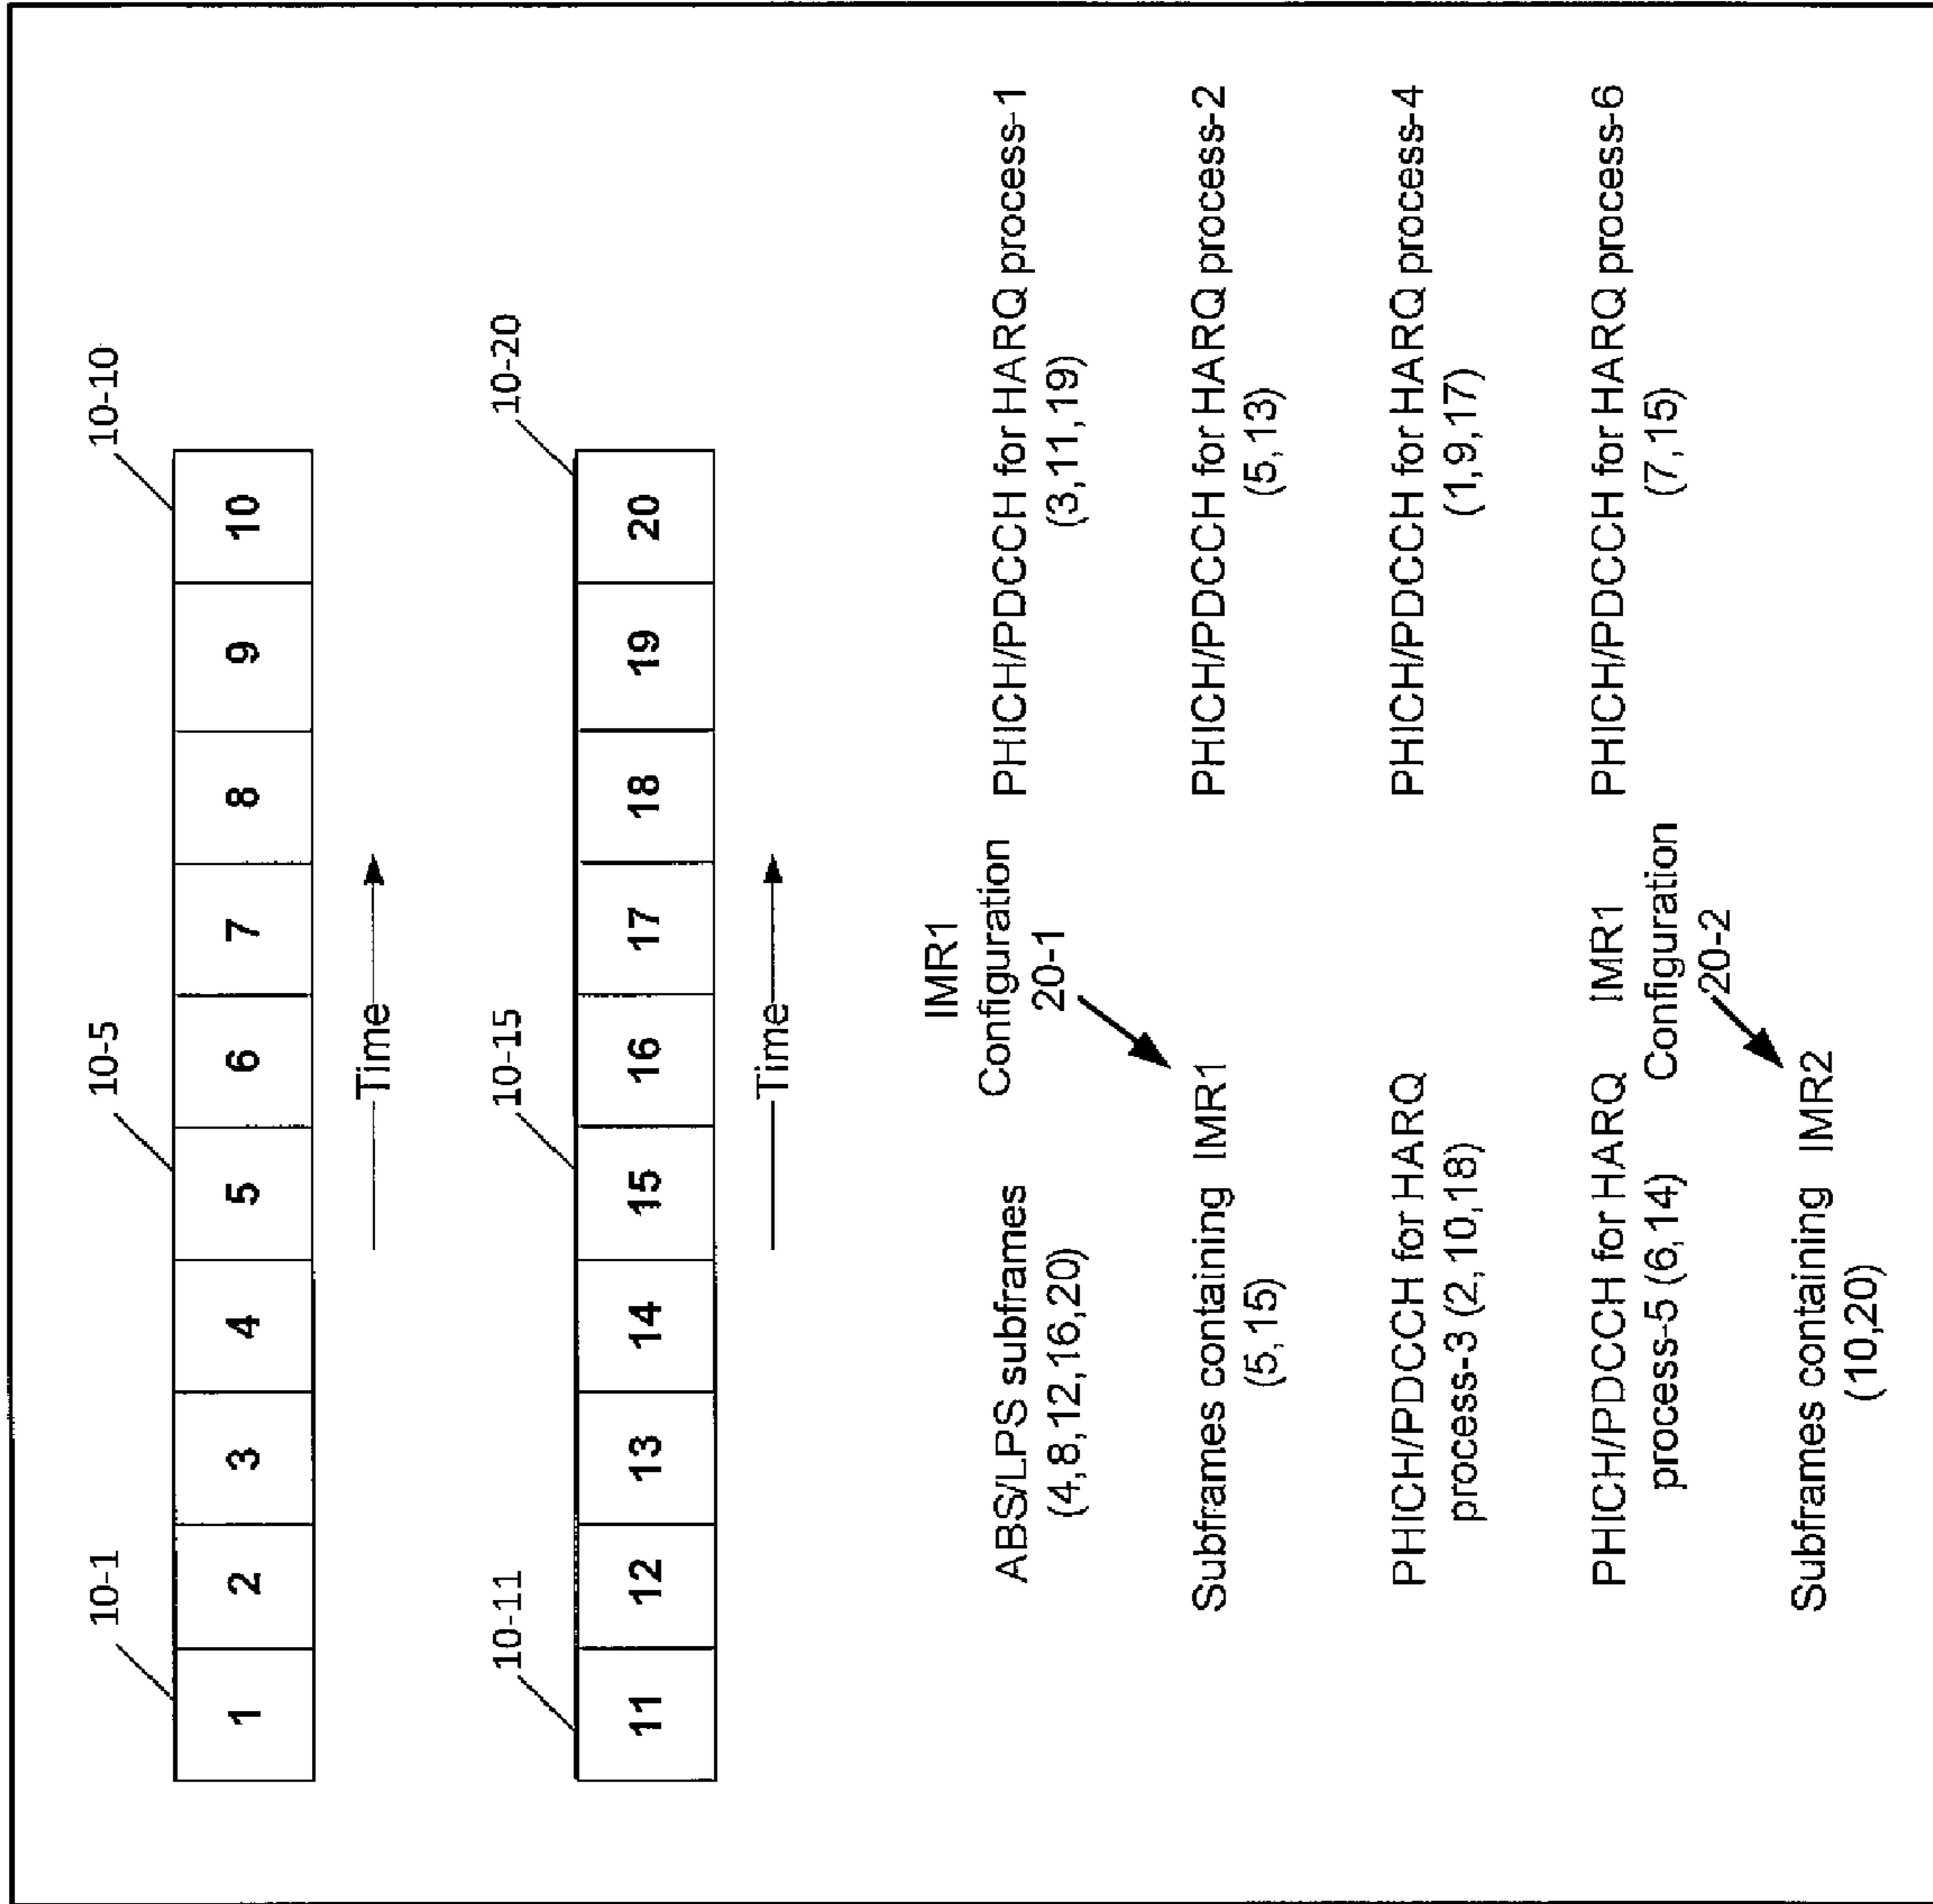 10-1
10-5
10-10
1 2 3 4 5 6 7 8 9 10
Time
10-11
10-15
10-20
11 12 13 14 15 16 17 18 19 20
Time
IMR1
Configuration
20-1
ABS/LPS subframes
(4,8,12,16,20)
PHICH/PDCCH for HARQ process-1
(3,11,19)
Subframes containing IMR1
(5,15)
PHICH/PDCCH for HARQ process-2
(5,13)
PHICH/PDCCH for HARQ
process-3 (2,10,18)
PHICH/PDCCH for HARQ process-4
(1,9,17)
PHICH/PDCCH for HARQ
process-5 (6,14)
IMR1
Configuration
20-2
PHICH/PDCCH for HARQ process-6
(7,15)
Subframes containing IMR2
(10,20)